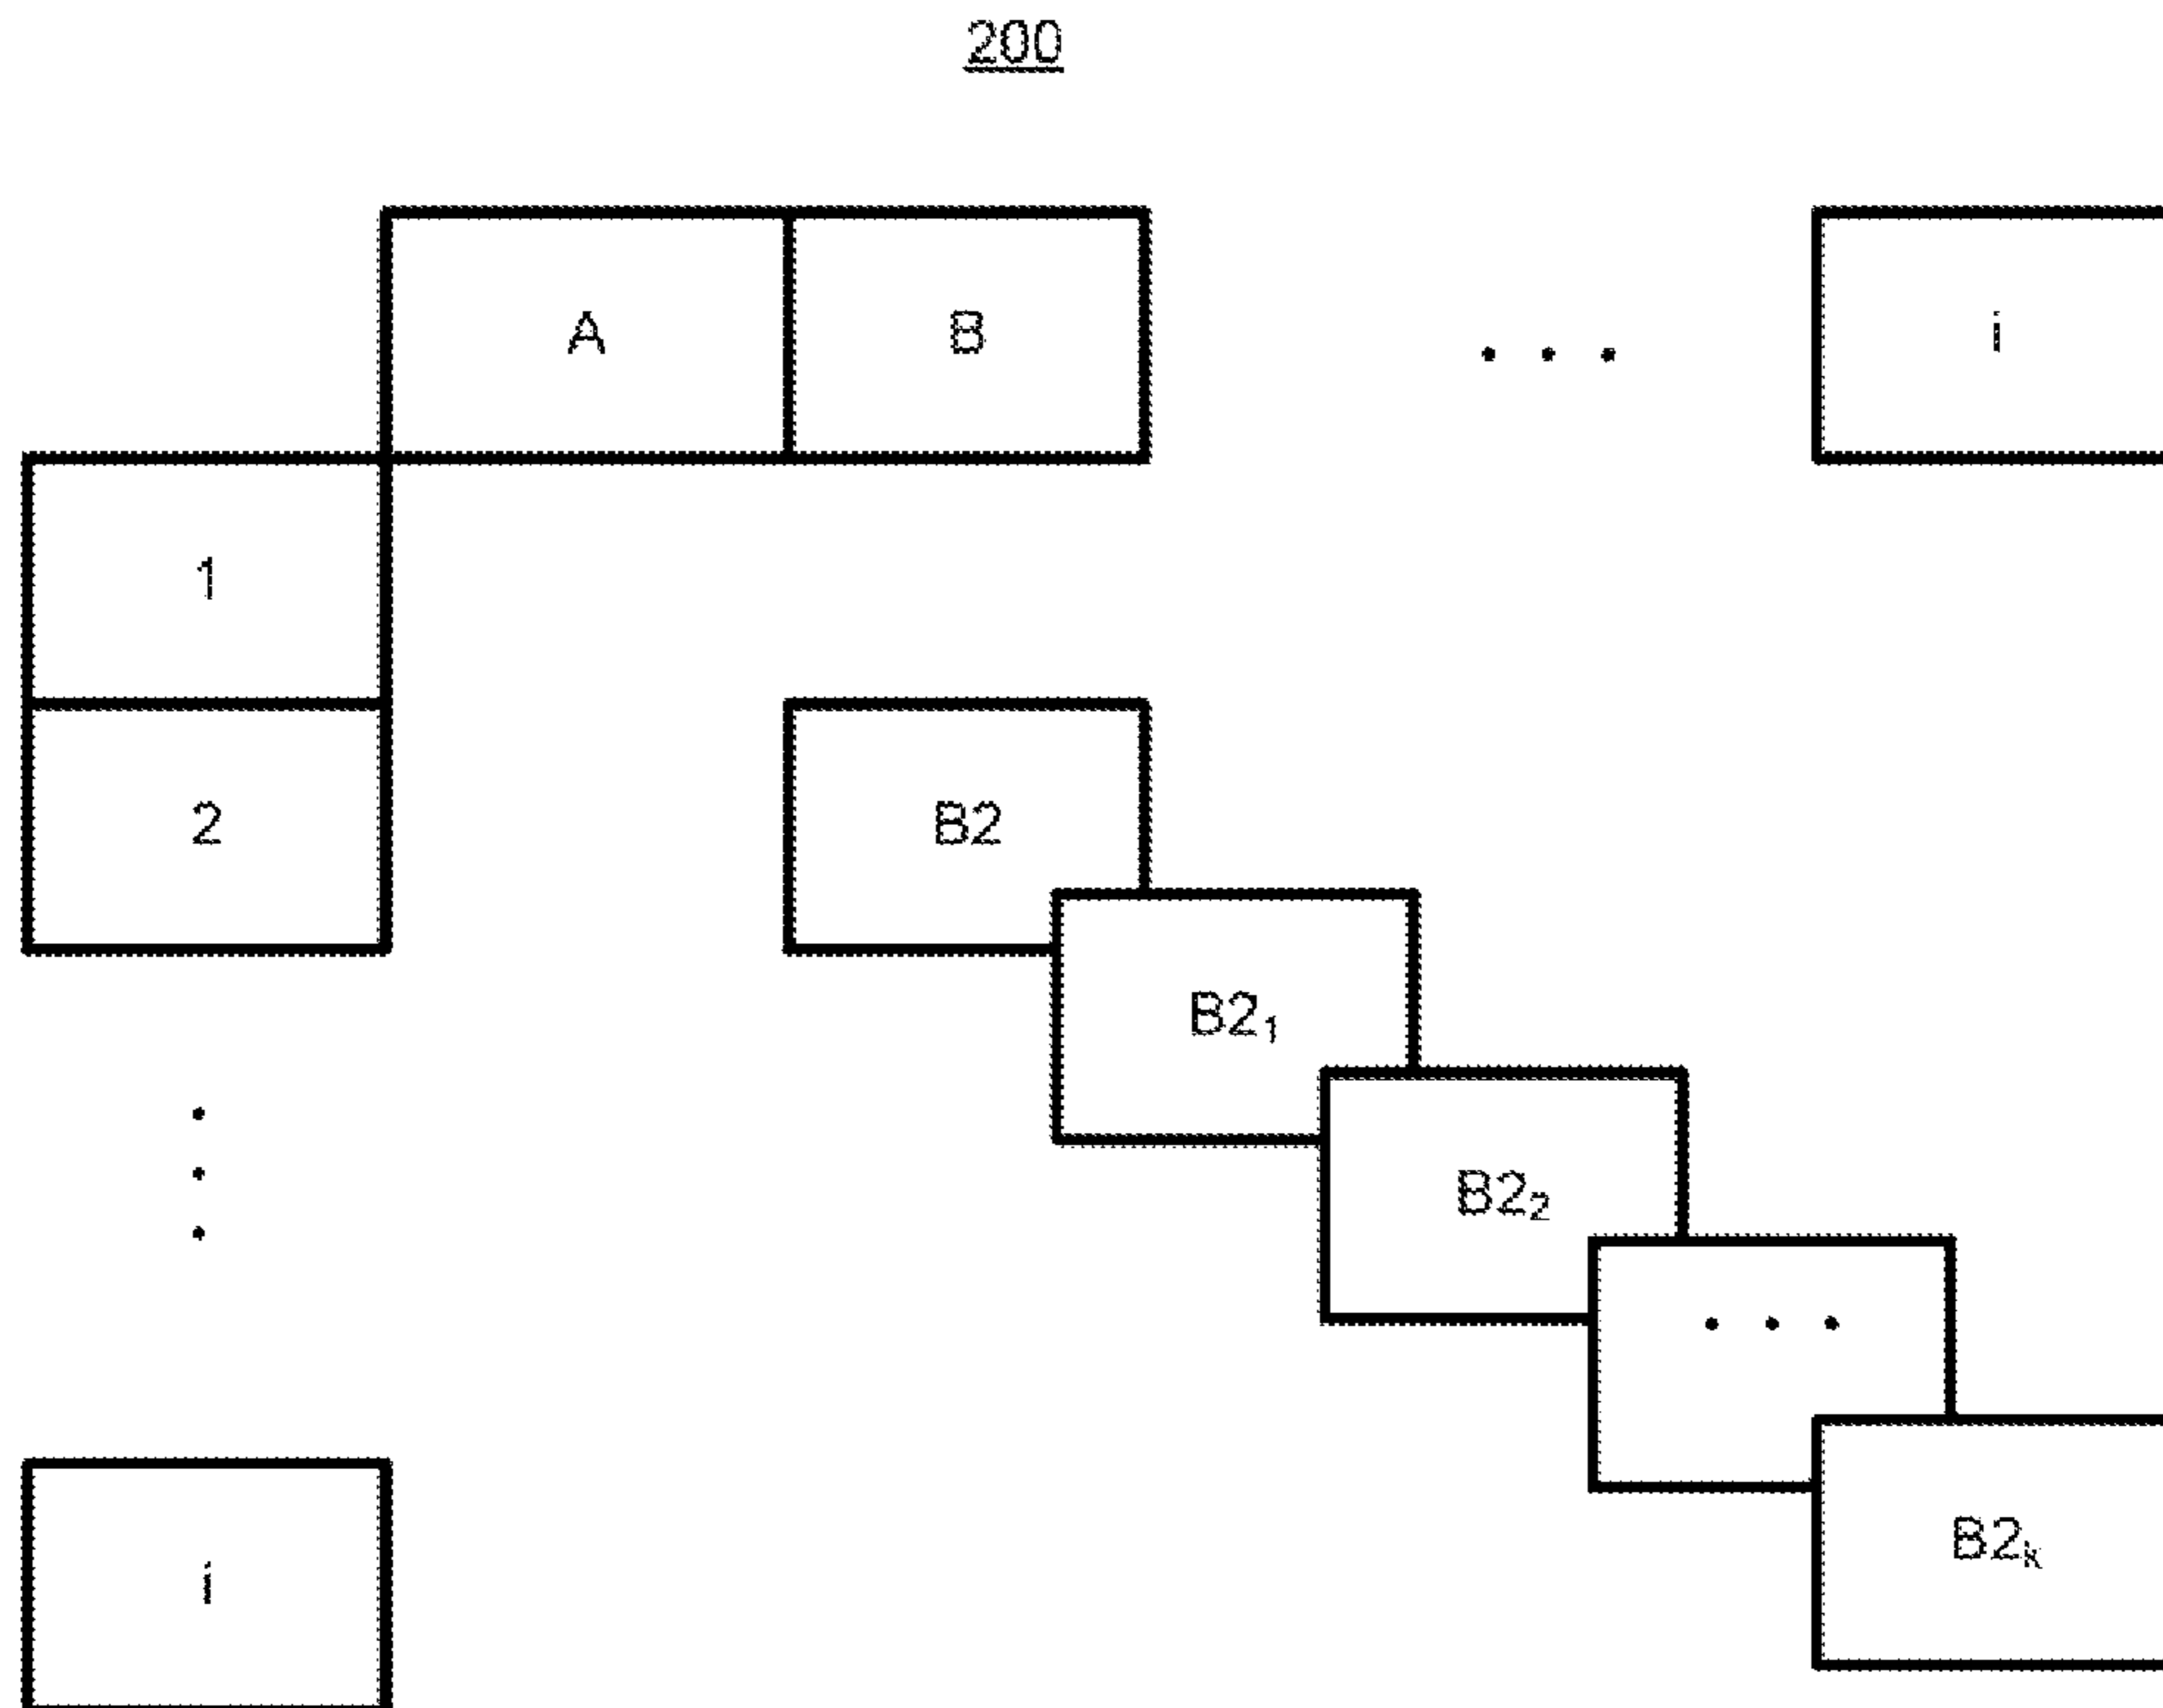 200
A B . . . i
1
2 B2
B2₁
.
.
.
B2₂
. . .
i B2ₖ